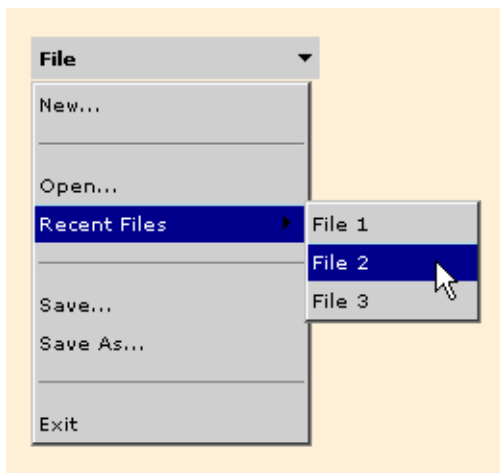 File
New...
Open...
Recent Files
File 1
File 2
File 3
Save...
Save As...
Exit